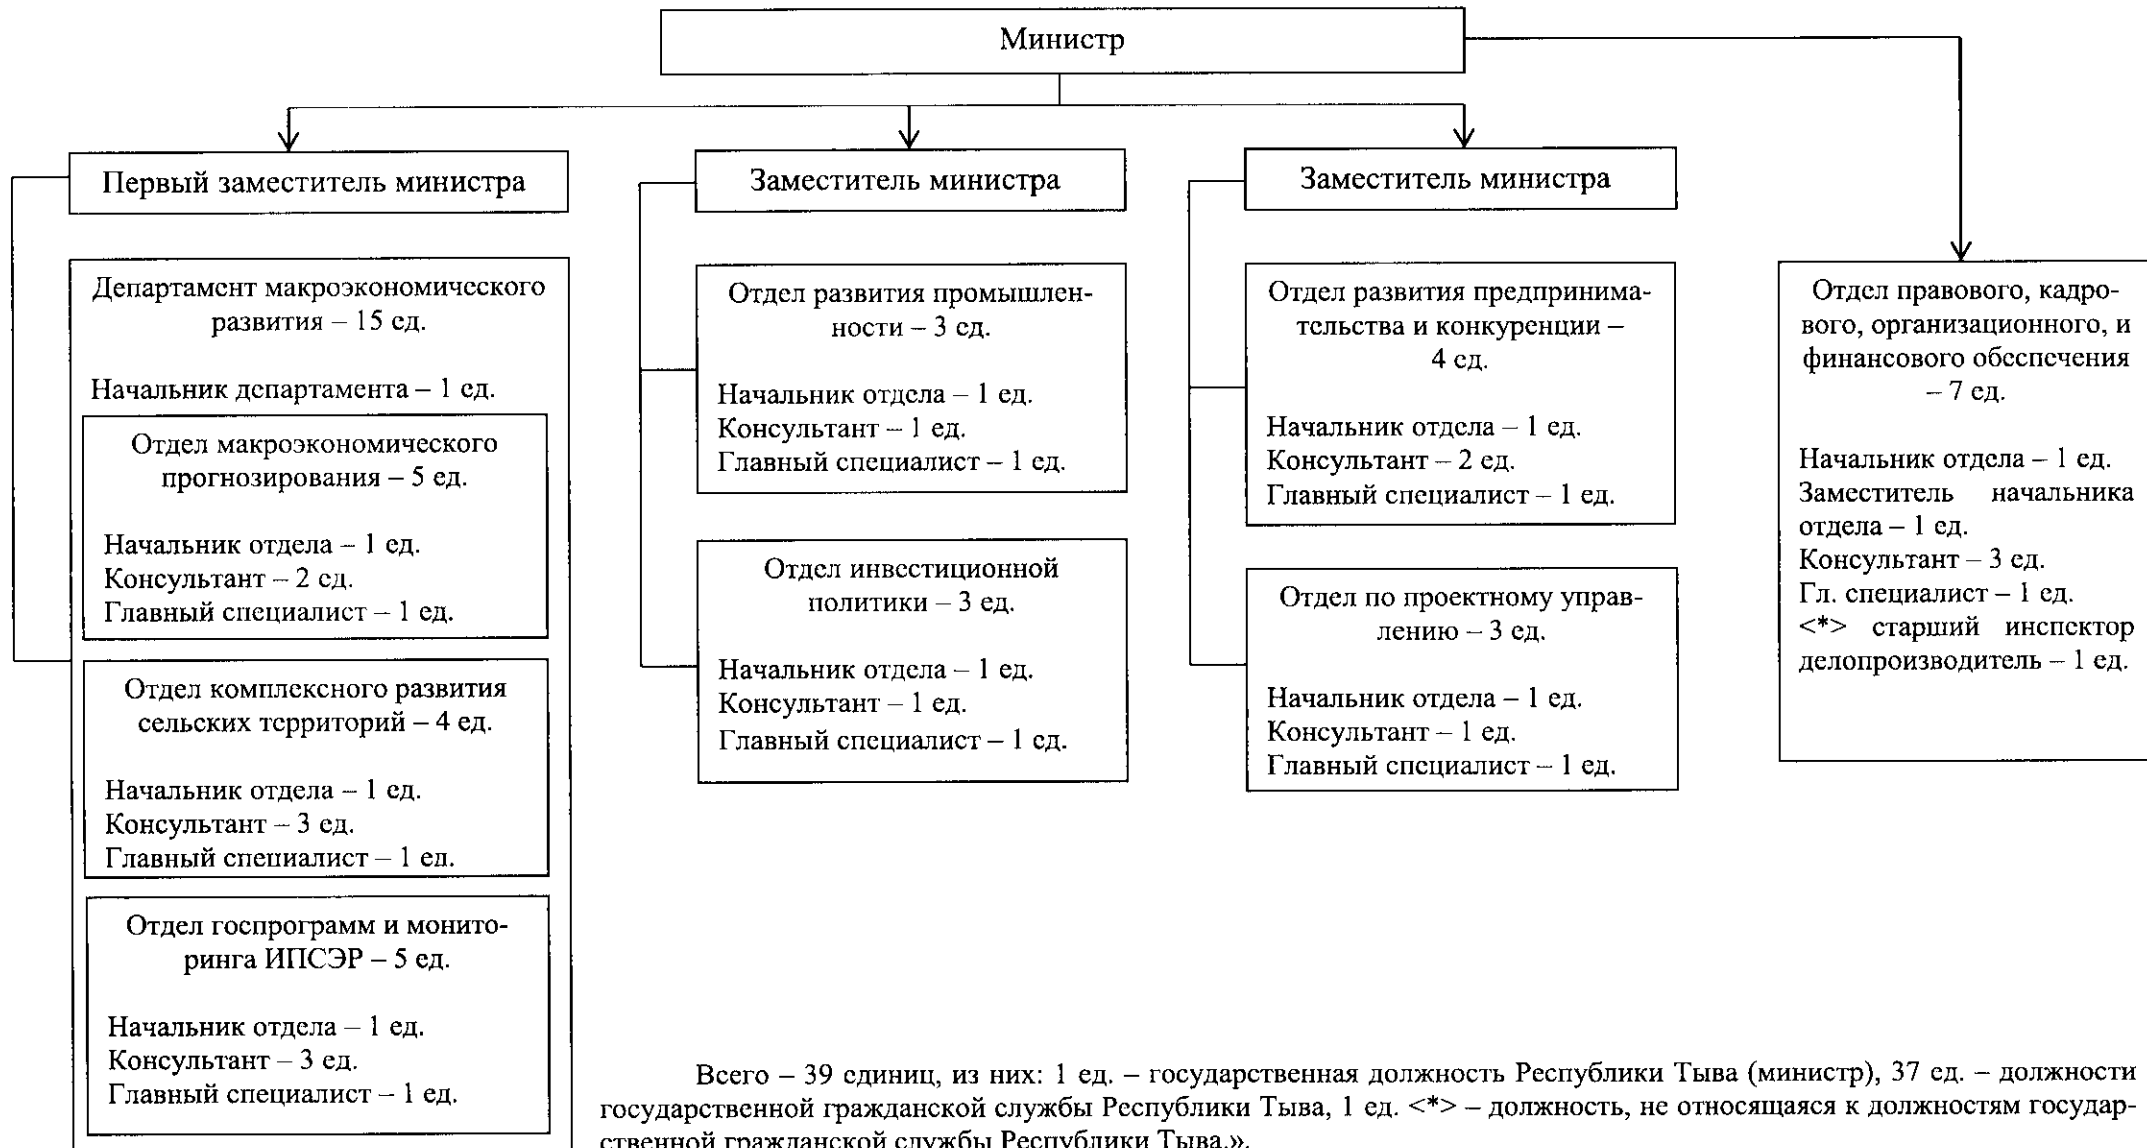 Министр
Первый заместитель министра
Заместитель министра
Заместитель министра
Департамент макроэкономического
развития – 15 ед.
Начальник департамента – 1 ед.
Отдел макроэкономического
прогнозирования – 5 ед.
Начальник отдела – 1 ед.
Консультант – 2 ед.
Главный специалист – 1 ед.
Отдел комплексного развития
сельских территорий – 4 ед.
Начальник отдела – 1 ед.
Консультант – 3 ед.
Главный специалист – 1 ед.
Отдел госпрограмм и монито-
ринга ИПСЭР – 5 ед.
Начальник отдела – 1 ед.
Консультант – 3 ед.
Главный специалист – 1 ед.
Отдел развития промышлен-
ности – 3 ед.
Начальник отдела – 1 ед.
Консультант – 1 ед.
Главный специалист – 1 ед.
Отдел инвестиционной
политики – 3 ед.
Начальник отдела – 1 ед.
Консультант – 1 ед.
Главный специалист – 1 ед.
Отдел развития предпринима-
тельства и конкуренции –
4 ед.
Начальник отдела – 1 ед.
Консультант – 2 ед.
Главный специалист – 1 ед.
Отдел по проектному управ-
лению – 3 ед.
Начальник отдела – 1 ед.
Консультант – 1 ед.
Главный специалист – 1 ед.
Отдел правового, кадро-
вого, организационного, и
финансового обеспечения
– 7 ед.
Начальник отдела – 1 ед.
Заместитель начальника
отдела – 1 ед.
Консультант – 3 ед.
Гл. специалист – 1 ед.
<*> старший инспектор
делопроизводитель – 1 ед.
Всего – 39 единиц, из них: 1 ед. – государственная должность Республики Тыва (министр), 37 ед. – должности
государственной гражданской службы Республики Тыва, 1 ед. <*> – должность, не относящаяся к должностям государ-
ственной гражданской службы Республики Тыва.».